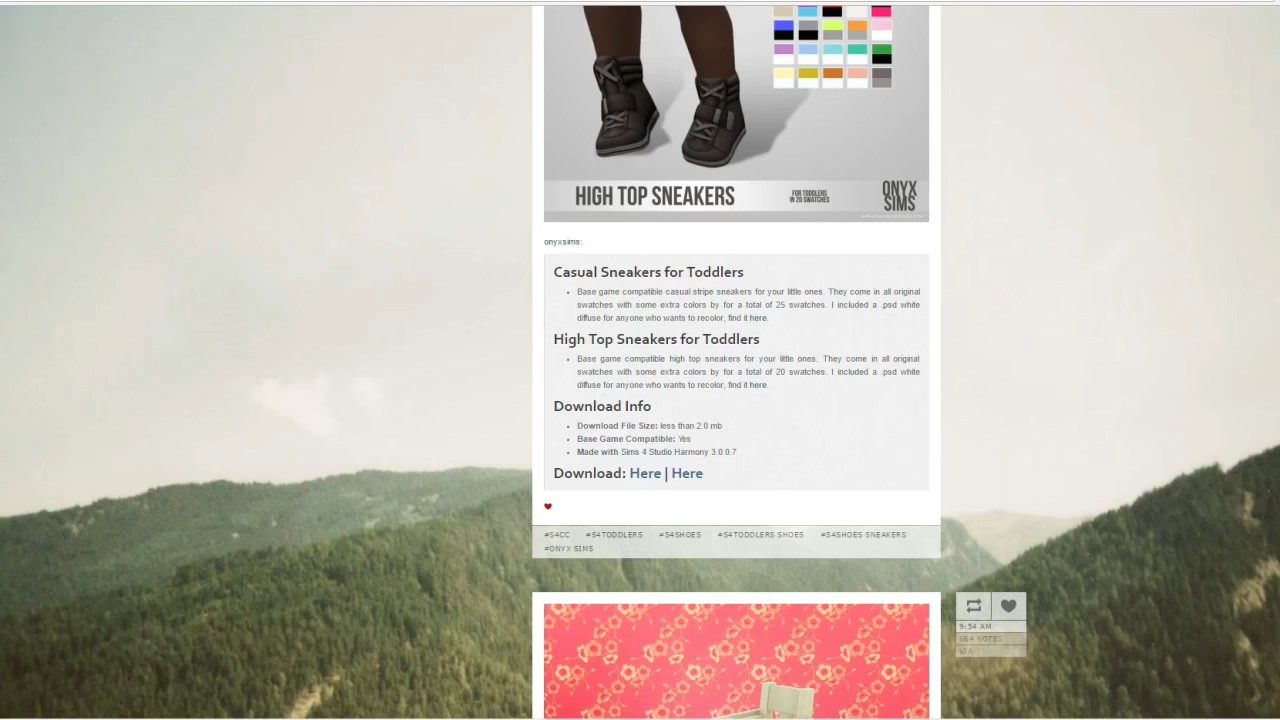 HIGH TOP SNEAKERS
FOR TODDLERS
IN 20 SWATCHES
ONYX
SIMS
onyxsims:
Casual Sneakers for Toddlers
• Base game compatible casual stripe sneakers for your little ones. They come in all original
swatches with some extra colors by for a total of 25 swatches. I included a .psd white
diffuse for anyone who wants to recolor, find it here.
High Top Sneakers for Toddlers
• Base game compatible high top sneakers for your little ones. They come in all original
swatches with some extra colors by for a total of 20 swatches. I included a .psd white
diffuse for anyone who wants to recolor, find it here.
Download Info
• Download File Size: less than 2.0 mb
• Base Game Compatible: Yes
• Made with Sims 4 Studio Harmony 3.0.0.7
Download: Here | Here
#S4CC #S4TODDLERS #S4SHOES #S4TODDLERS SHOES #S4SHOES SNEAKERS
#ONYX SIMS
9:54 AM
664 NOTES
VIA